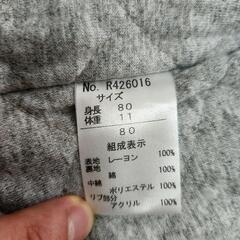 No. R426016
サイズ
身長 80
体重 11
80
組成表示
表地 レーヨン 100%
裏地 綿 100%
中綿 ポリエステル 100%
リブ部分 アクリル 100%